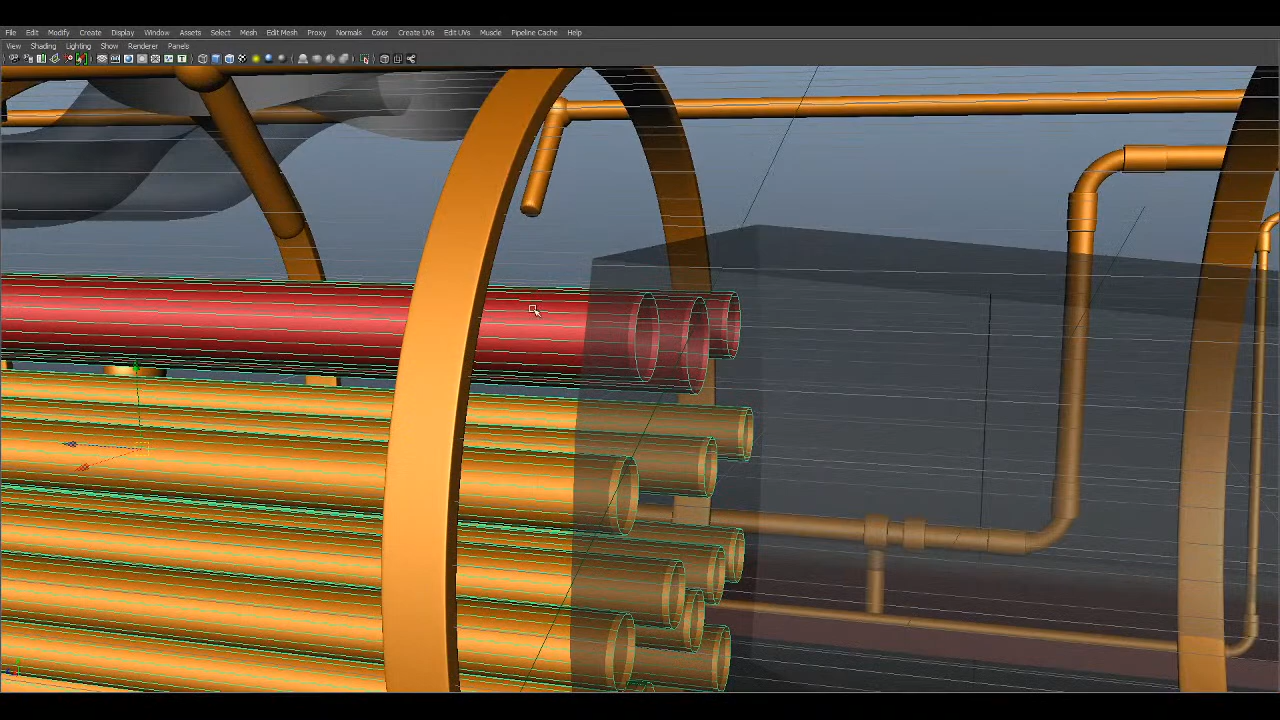 File Edit Modify Create Display Window Assets Select Mesh Edit Mesh Proxy Normals Color Create UVs Edit UVs Muscle Pipeline Cache Help
View Shading Lighting Show Renderer Panels